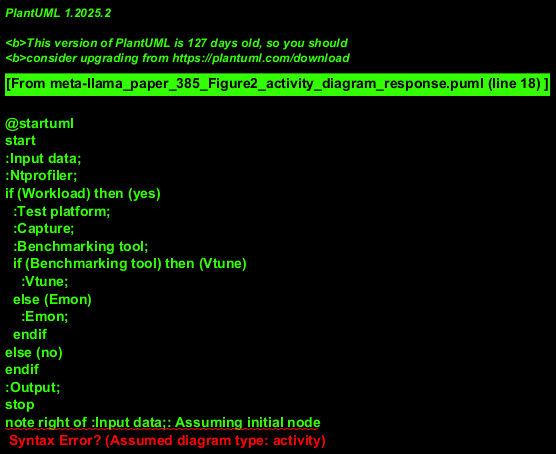 PlantUML 1.2025.2
<b>This version of PlantUML is 127 days old, so you should
<b>consider upgrading from https://plantuml.com/download
[From meta-llama_paper_385_Figure2_activity_diagram_response.puml (line 18) ]
@startuml
start
:Input data;
:Ntprofiler;
if (Workload) then (yes)
:Test platform;
:Capture;
:Benchmarking tool;
if (Benchmarking tool) then (Vtune)
:Vtune;
else (Emon)
:Emon;
endif
else (no)
endif
:Output;
stop
note right of :Input data;: Assuming initial node
Syntax Error? (Assumed diagram type: activity)